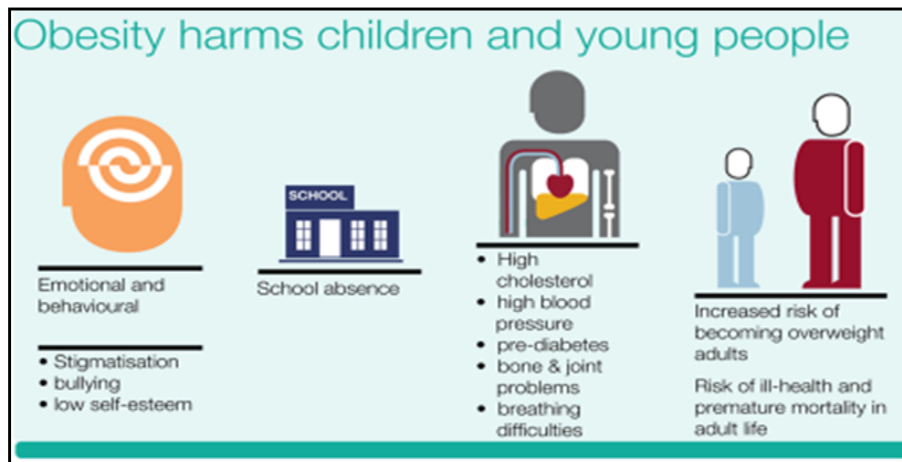 Obesity harms children and young people
Emotional and
behavioural
• Stigmatisation
• bullying
• low self-esteem
SCHOOL
School absence
• High
cholesterol
• high blood
pressure
• pre-diabetes
• bone & joint
problems
• breathing
difficulties
Increased risk of
becoming overweight
adults
Risk of ill-health and
premature mortality in
adult life